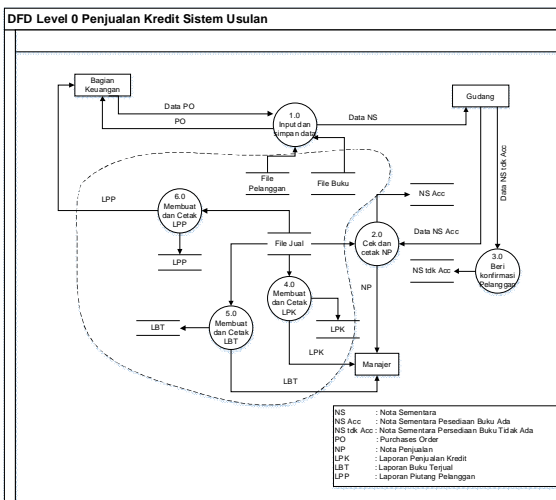 DFD Level 0 Penjualan Kredit Sistem Usulan
Bagian
Keuangan
Data PO
PO
1.0
Input dan
simpan data
Data NS
Gudang
File
Pelanggan
File Buku
Data NS tdk Acc
LPP
6.0
Membuat
dan Cetak
LPP
LPP
File Jual
NS Acc
2.0
Cek dan
cetak NP
Data NS Acc
3.0
Beri
konfirmasi
Pelanggan
NS tdk Acc
NP
4.0
Membuat
dan Cetak
LPK
LPK
LPK
5.0
Membuat
dan Cetak
LBT
LBT
LBT
Manajer
NS : Nota Sementara
NS Acc : Nota Sementara Pesediaan Buku Ada
NS tdk Acc : Nota Sementara Persediaan Buku Tidak Ada
PO : Purchases Order
NP : Nota Penjualan
LPK : Laporan Penjualan Kredit
LBT : Laporan Buku Terjual
LPP : Laporan Piutang Pelanggan